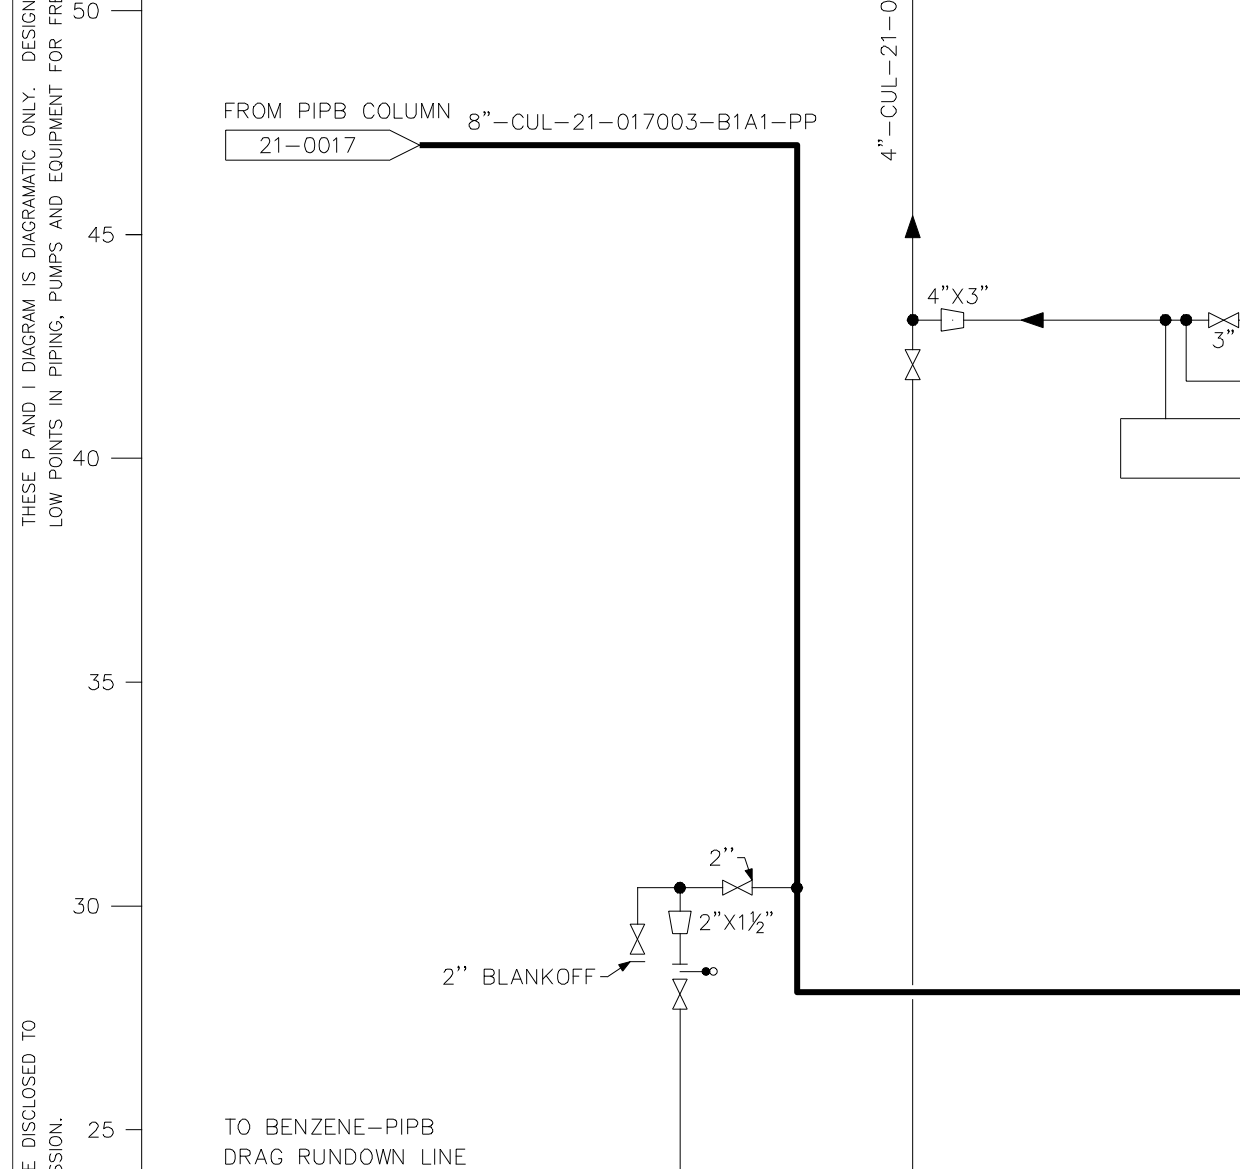 THESE P AND I DIAGRAM IS DIAGRAMATIC ONLY. DESIGN
LOW POINTS IN PIPING, PUMPS AND EQUIPMENT FOR FRE
E DISCLOSED TO
SSION.
50
45
40
35
30
25
FROM PIPB COLUMN
21-0017
8"-CUL-21-017003-B1A1-PP
4"-CUL-21-0
4"X3"
3"
2''
2"X1½"
2'' BLANKOFF
TO BENZENE-PIPB
DRAG RUNDOWN LINE